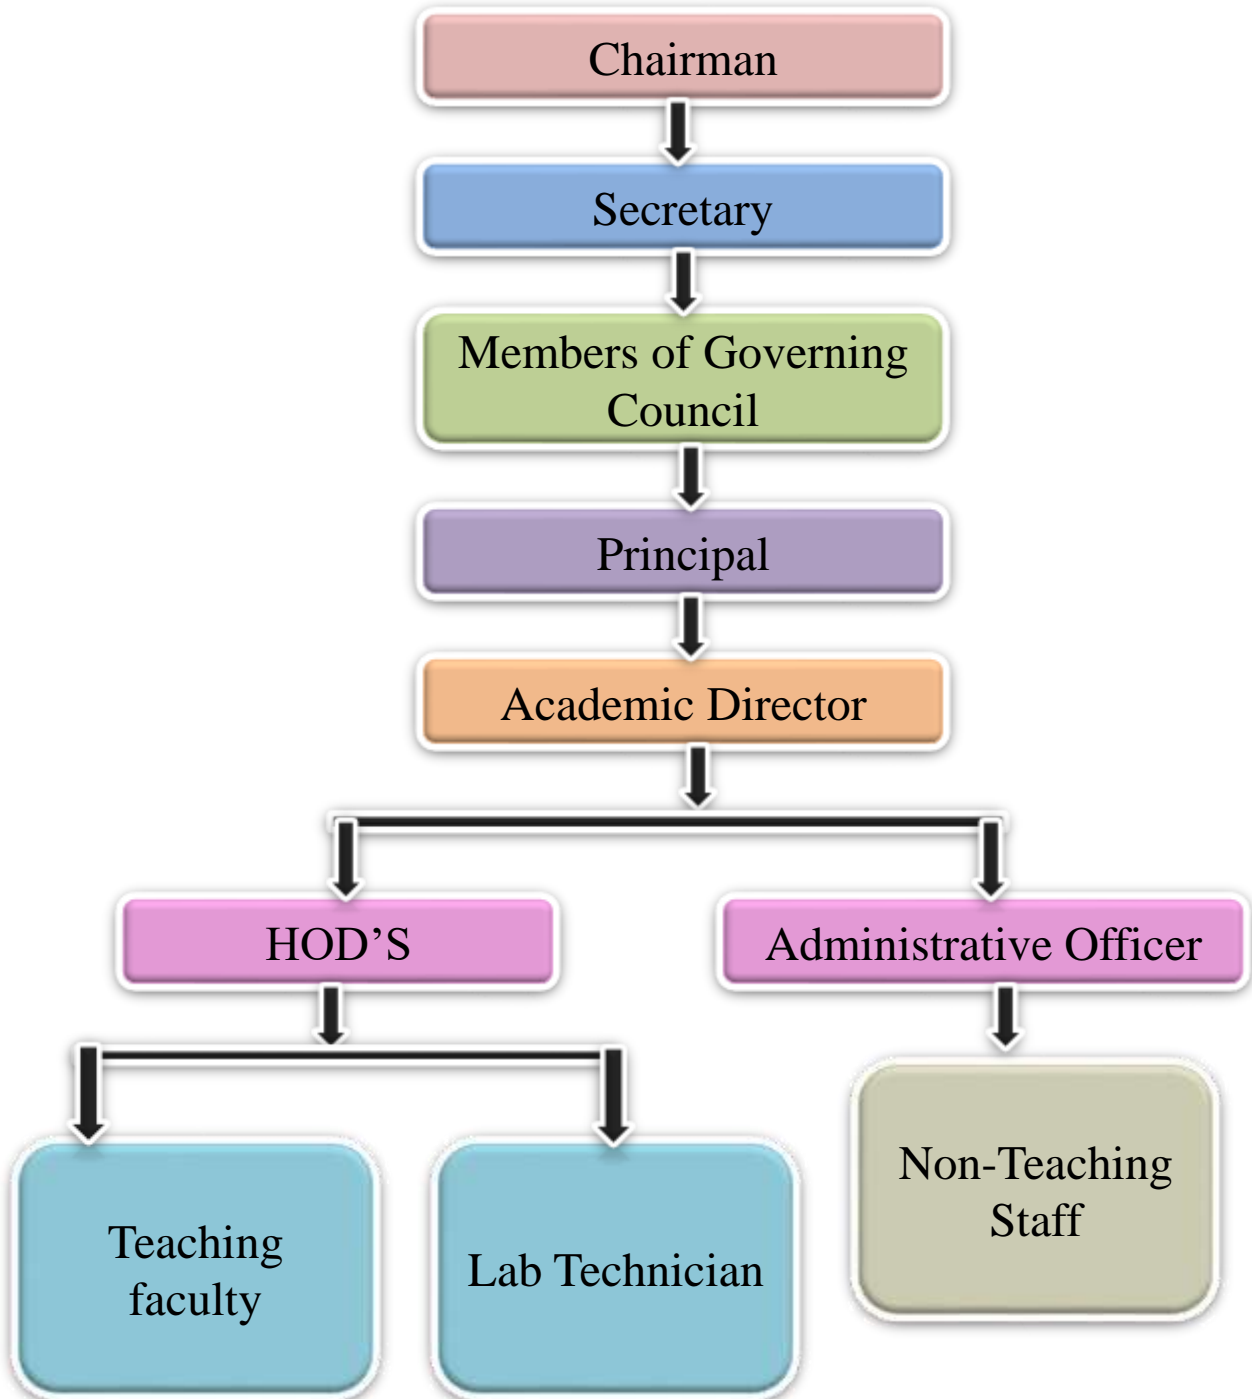 Chairman
Secretary
Members of Governing
Council
Principal
Academic Director
HOD’S
Administrative Officer
Teaching
faculty
Lab Technician
Non-Teaching
Staff